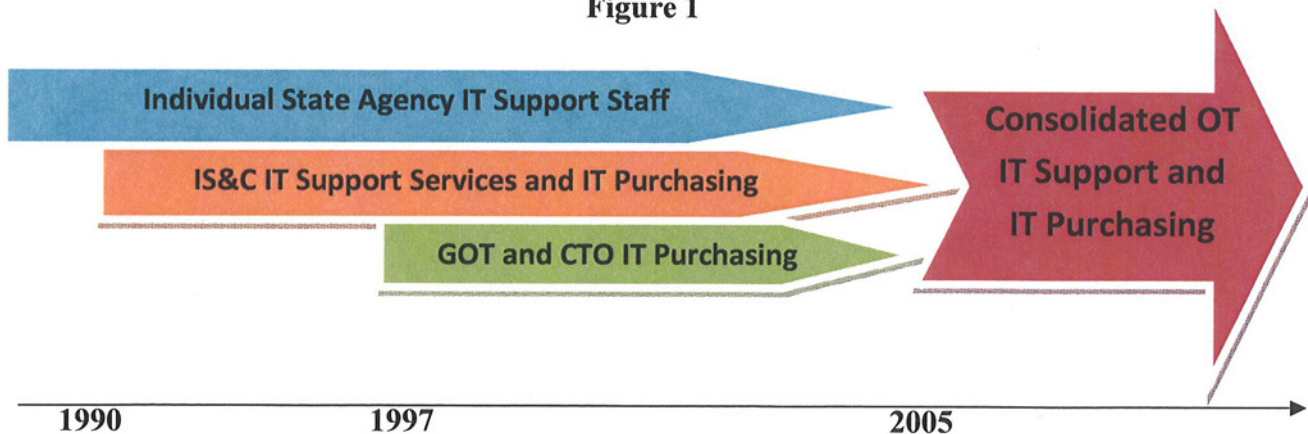 Figure 1
Individual State Agency IT Support Staff
IS&C IT Support Services and IT Purchasing
GOT and CTO IT Purchasing
Consolidated OT
IT Support and
IT Purchasing
1990 1997 2005